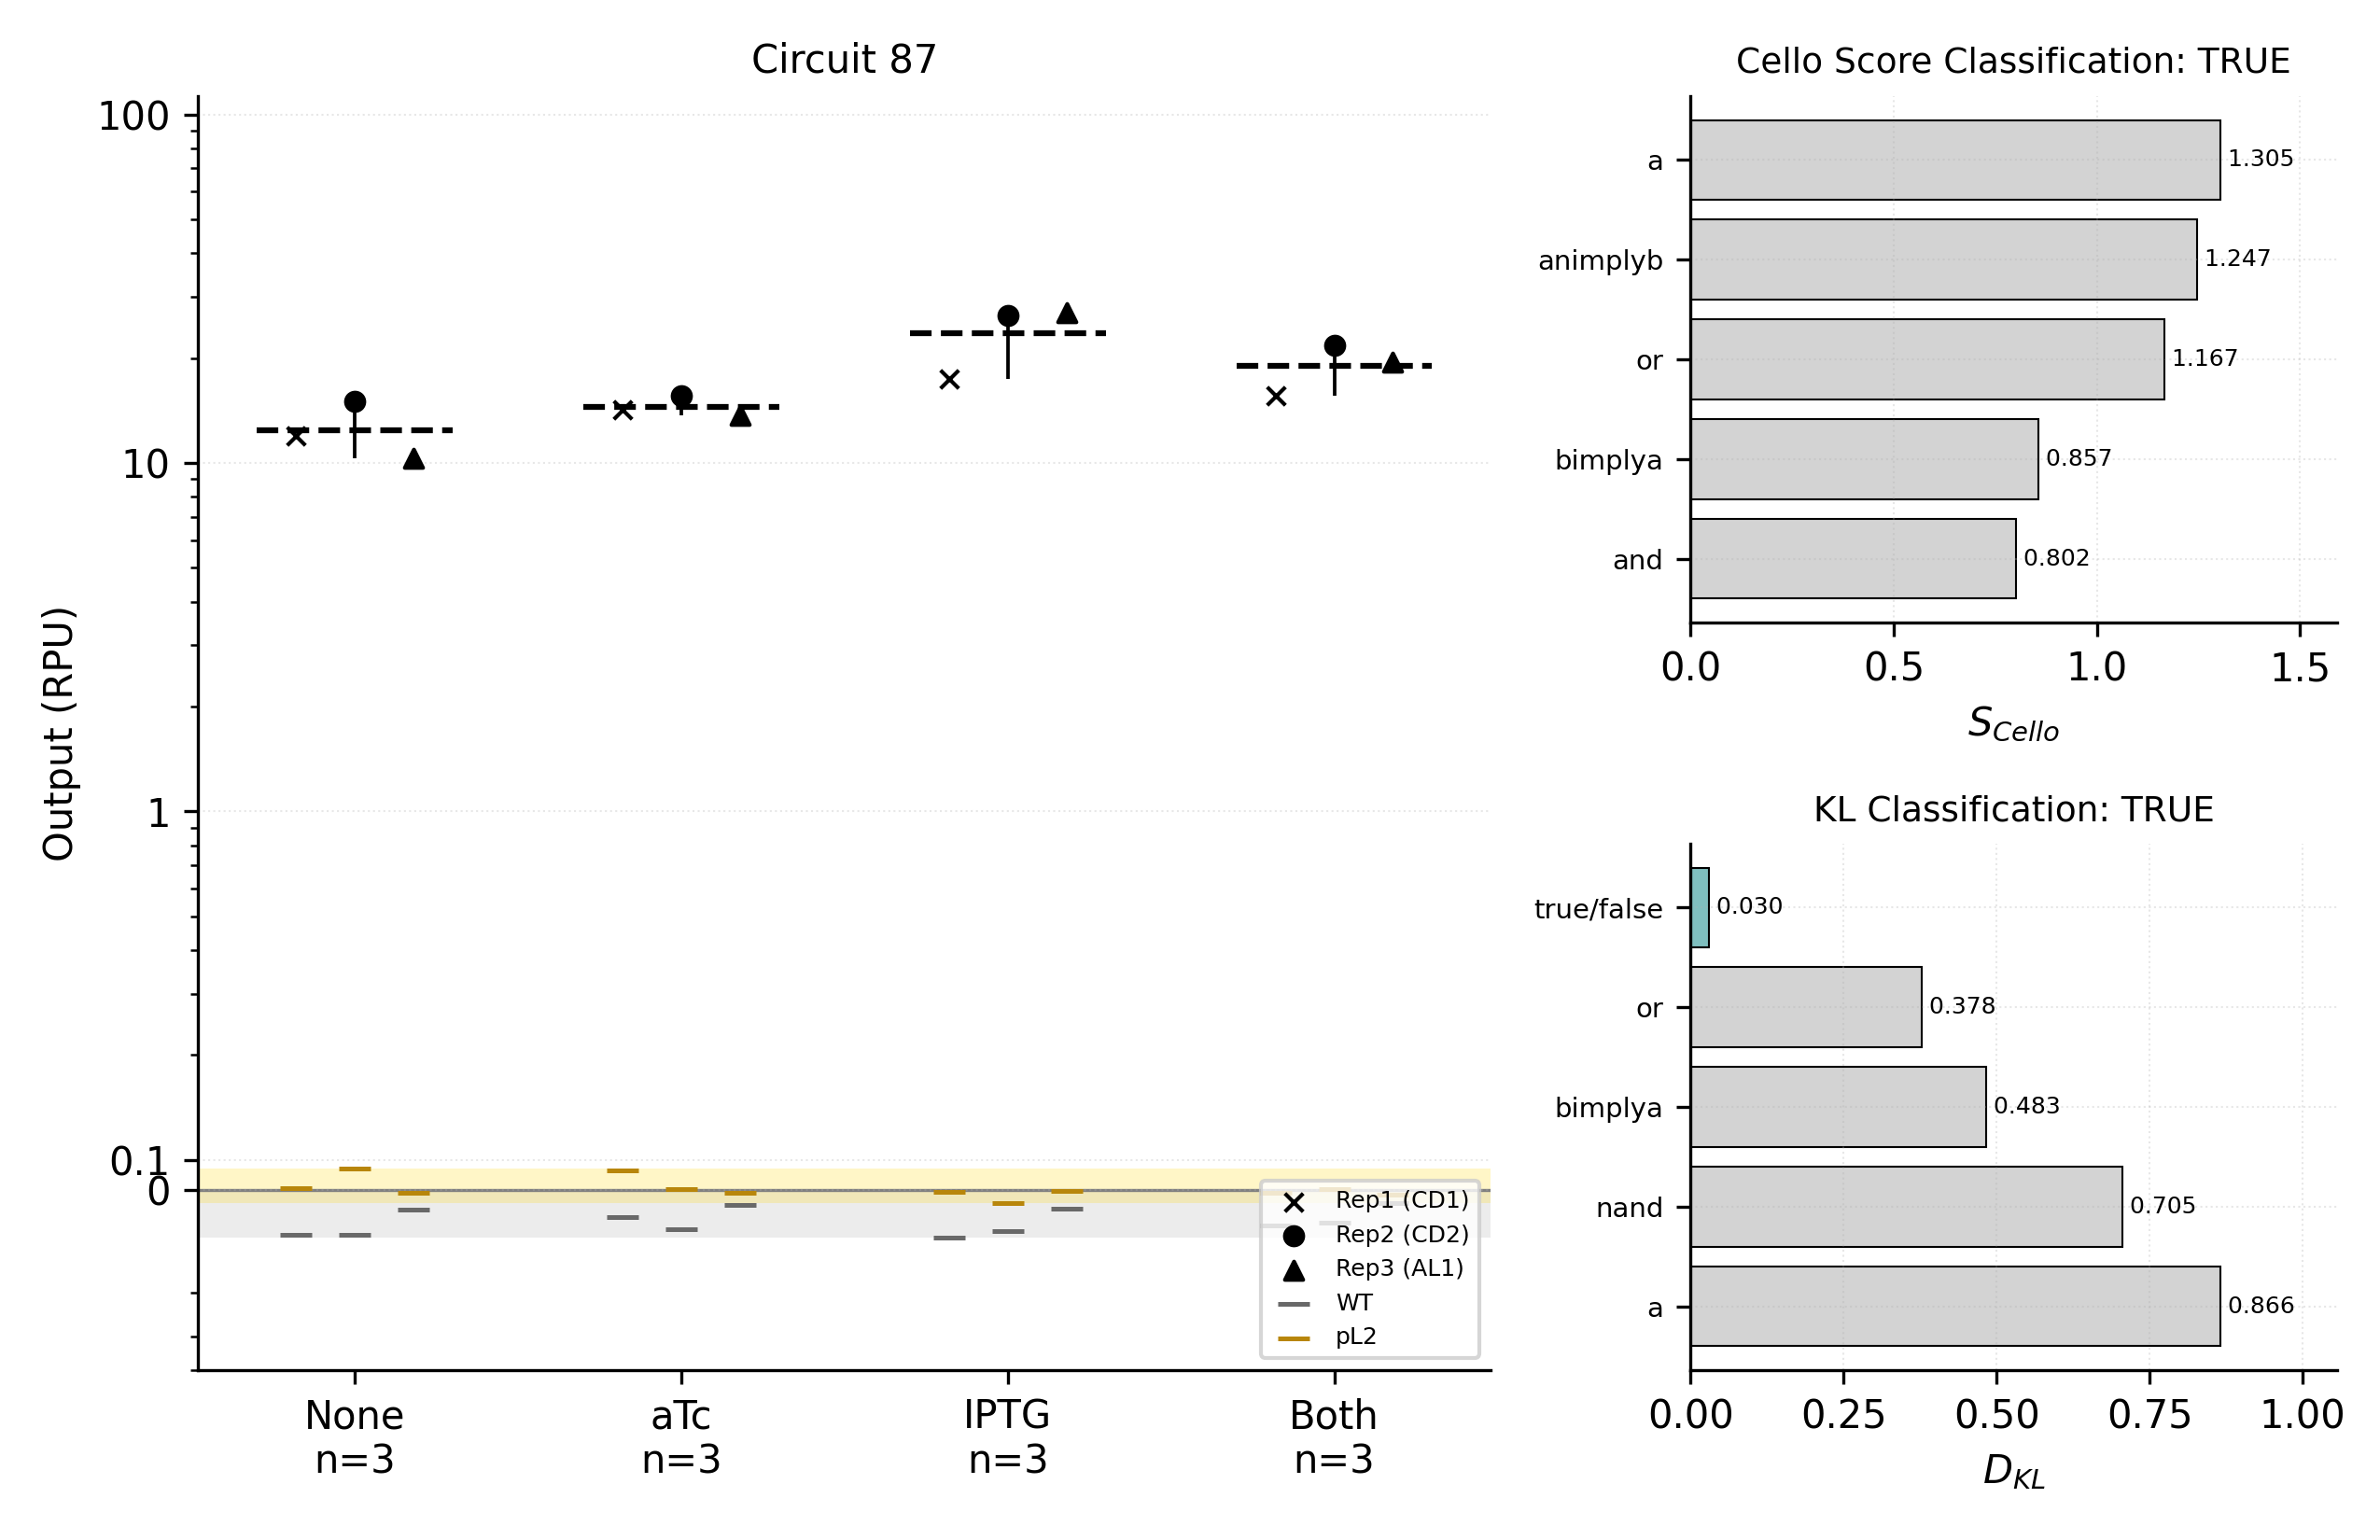 Circuit 87
Output (RPU)
100
10
1
0.1
0
None
n=3
aTc
n=3
IPTG
n=3
Both
n=3
Rep1 (CD1)
Rep2 (CD2)
Rep3 (AL1)
WT
pL2
Cello Score Classification: TRUE
a
1.305
animplyb
1.247
or
1.167
bimplya
0.857
and
0.802
0.0
0.5
1.0
1.5
S_Cello
KL Classification: TRUE
true/false
0.030
or
0.378
bimplya
0.483
nand
0.705
a
0.866
0.00
0.25
0.50
0.75
1.00
D_KL